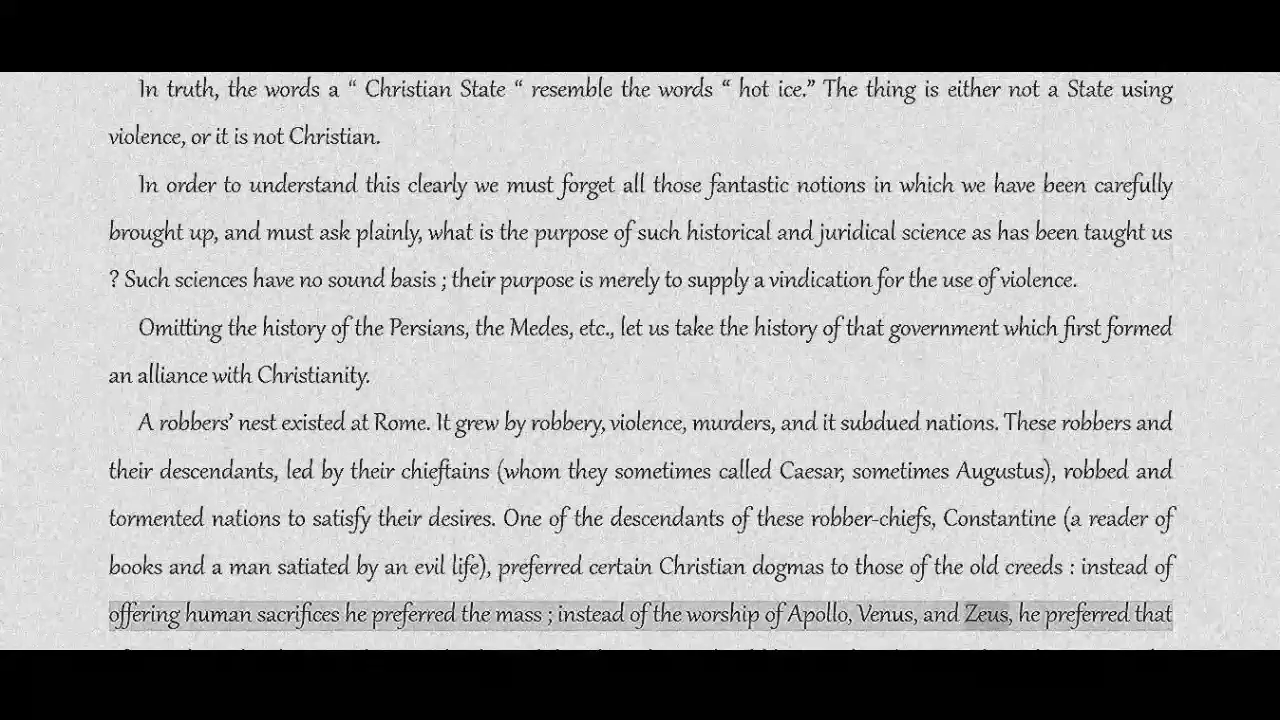 In truth, the words a “ Christian State “ resemble the words “ hot ice.” The thing is either not a State using
violence, or it is not Christian.
In order to understand this clearly we must forget all those fantastic notions in which we have been carefully
brought up, and must ask plainly, what is the purpose of such historical and juridical science as has been taught us
? Such sciences have no sound basis ; their purpose is merely to supply a vindication for the use of violence.
Omitting the history of the Persians, the Medes, etc., let us take the history of that government which first formed
an alliance with Christianity.
A robbers’ nest existed at Rome. It grew by robbery, violence, murders, and it subdued nations. These robbers and
their descendants, led by their chieftains (whom they sometimes called Caesar, sometimes Augustus), robbed and
tormented nations to satisfy their desires. One of the descendants of these robber-chiefs, Constantine (a reader of
books and a man satiated by an evil life), preferred certain Christian dogmas to those of the old creeds : instead of
offering human sacrifices he preferred the mass ; instead of the worship of Apollo, Venus, and Zeus, he preferred that